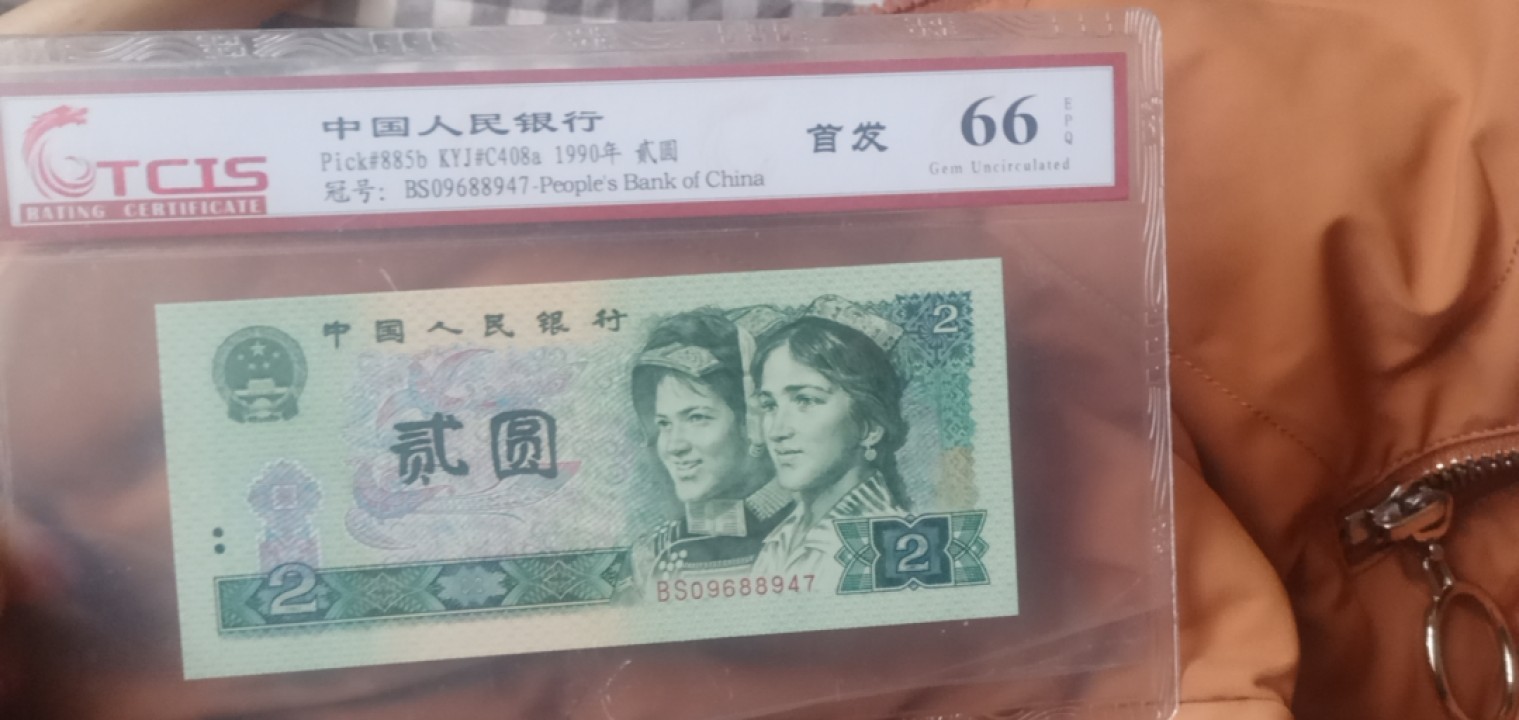 TCIS
RATING CERTIFICATE
中国人民银行
Pick#885b KYJ#C408a 1990年 贰圆
冠号: BS09688947-People's Bank of China
首发
66
EPQ
Gem Uncirculated
中国人民银行
2
贰圆
2
BS09688947
2